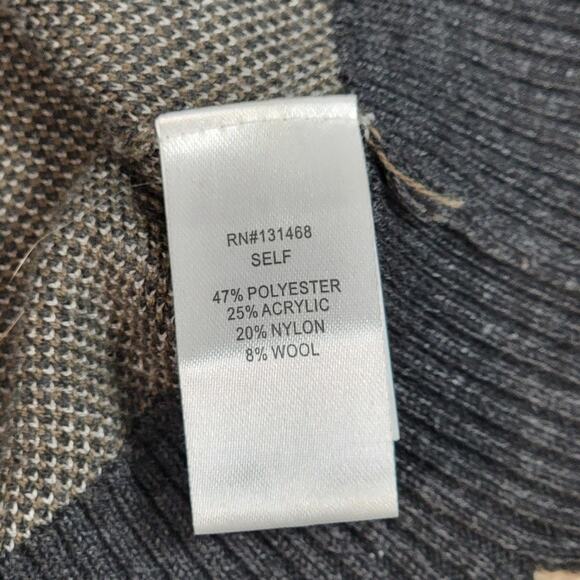 RN#131468
SELF
47% POLYESTER
25% ACRYLIC
20% NYLON
8% WOOL